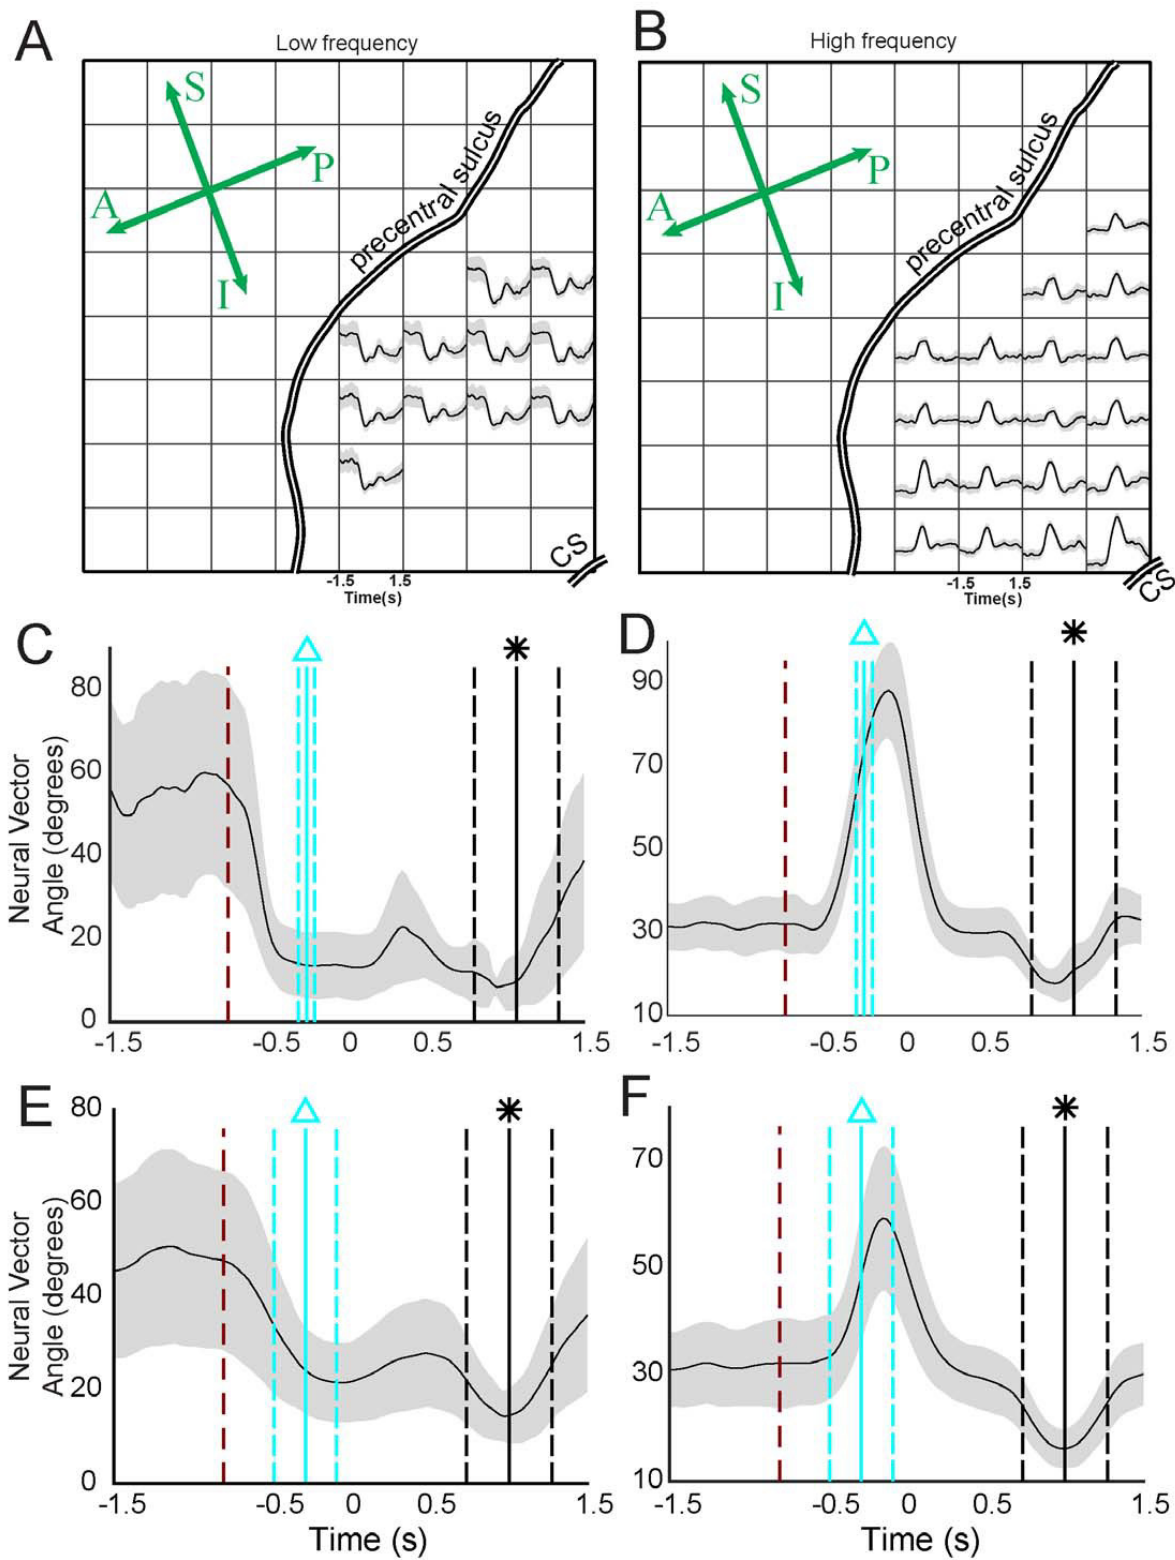 A
Low frequency
S
P
A
I
precentral sulcus
CS
-1.5 1.5
Time(s)
B
High frequency
S
P
A
I
precentral sulcus
CS
-1.5 1.5
Time(s)
C
Neural Vector
Angle (degrees)
80
60
40
20
0
-1.5 -0.5 0 0.5 1.5
D
90
70
50
30
10
-1.5 -0.5 0 0.5 1.5
E
Neural Vector
Angle (degrees)
80
60
40
20
0
-1.5 -0.5 0 0.5 1.5
Time (s)
F
70
50
30
10
-1.5 -0.5 0 0.5 1.5
Time (s)